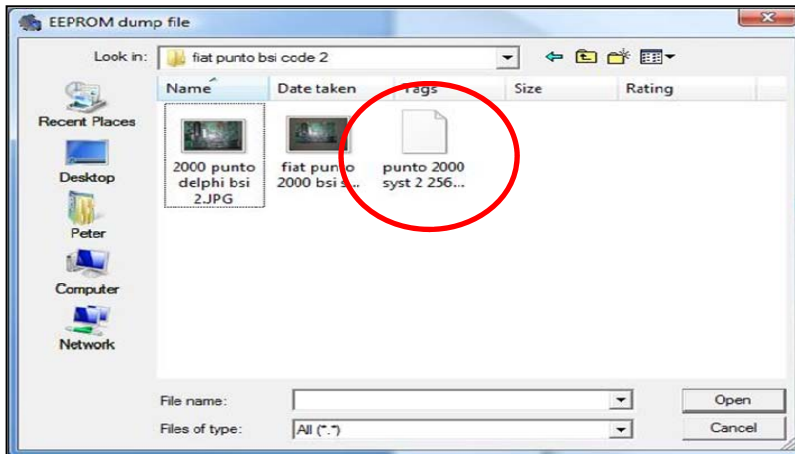 EEPROM dump file
Look in:
fiat punto bsi code 2
Name
Date taken
Tags
Size
Rating
2000 punto
delphi bsi
2.JPG
fiat punto
2000 bsi s...
punto 2000
syst 2 256...
Recent Places
Desktop
Peter
Computer
Network
File name:
Open
Files of type:
All (*.*)
Cancel